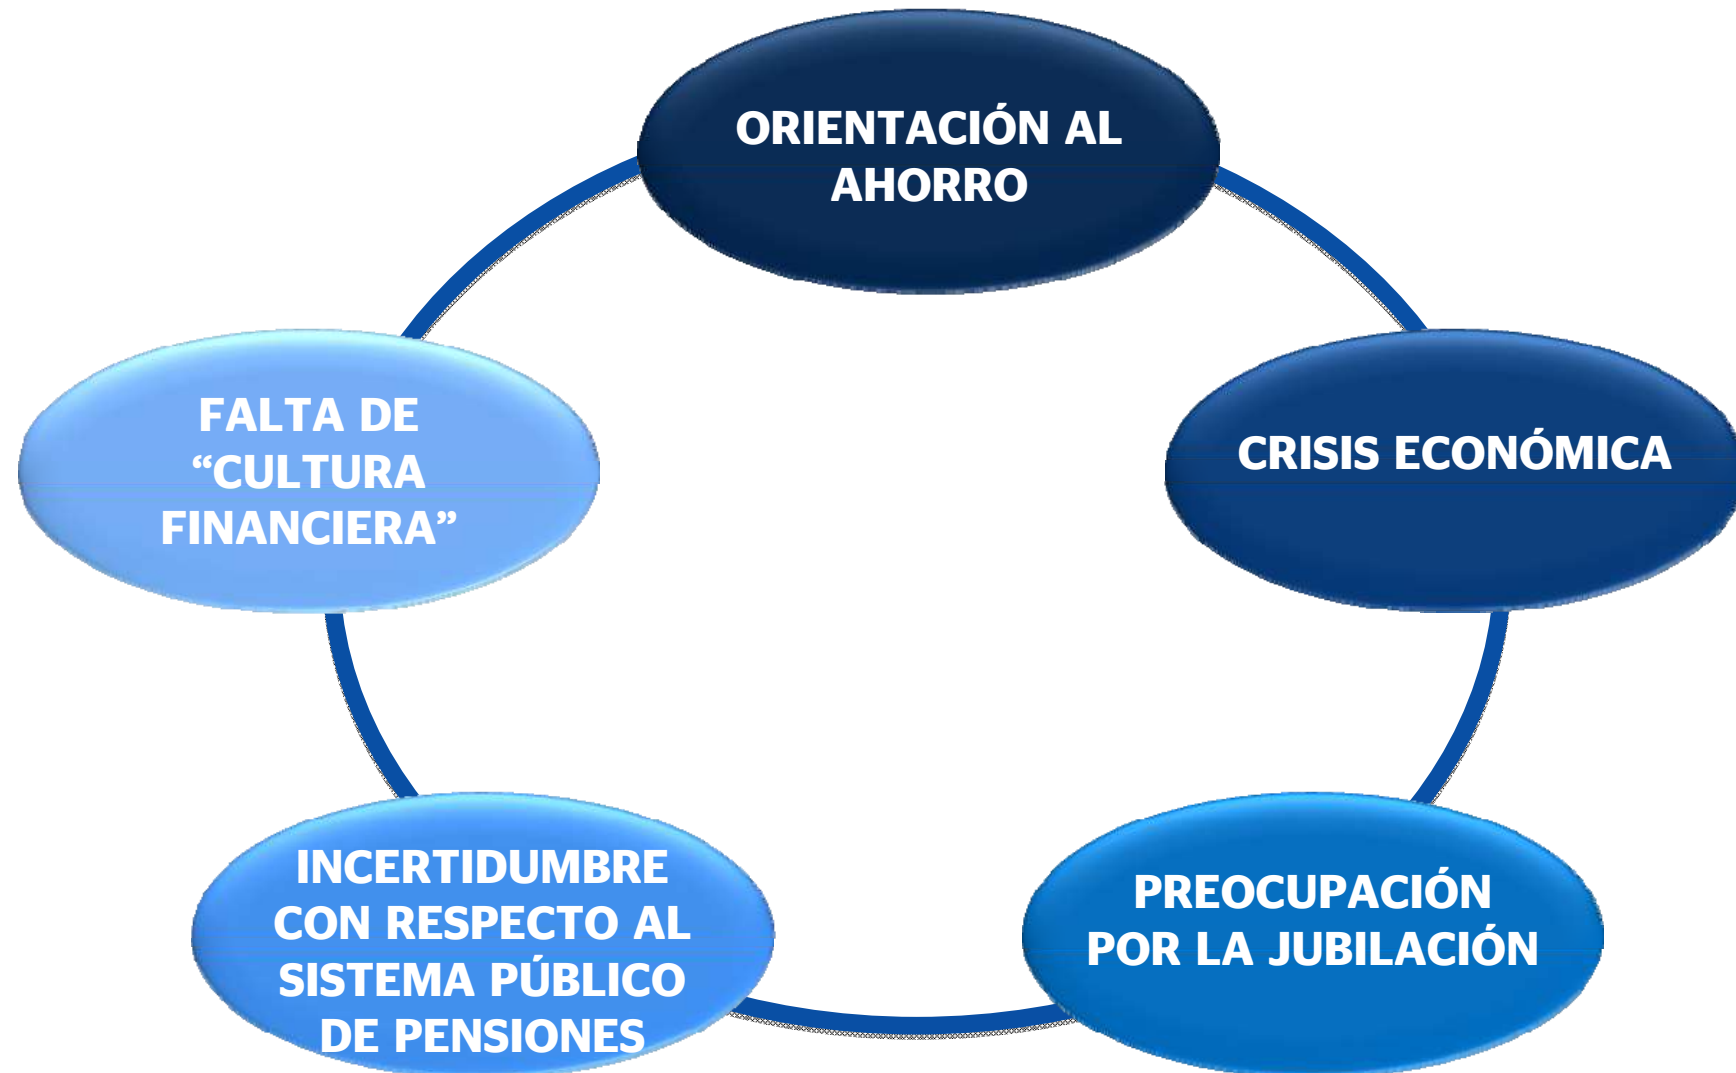 ORIENTACIÓN AL
AHORRO
CRISIS ECONÓMICA
PREOCUPACIÓN
POR LA JUBILACIÓN
INCERTIDUMBRE
CON RESPECTO AL
SISTEMA PÚBLICO
DE PENSIONES
FALTA DE
“CULTURA
FINANCIERA”